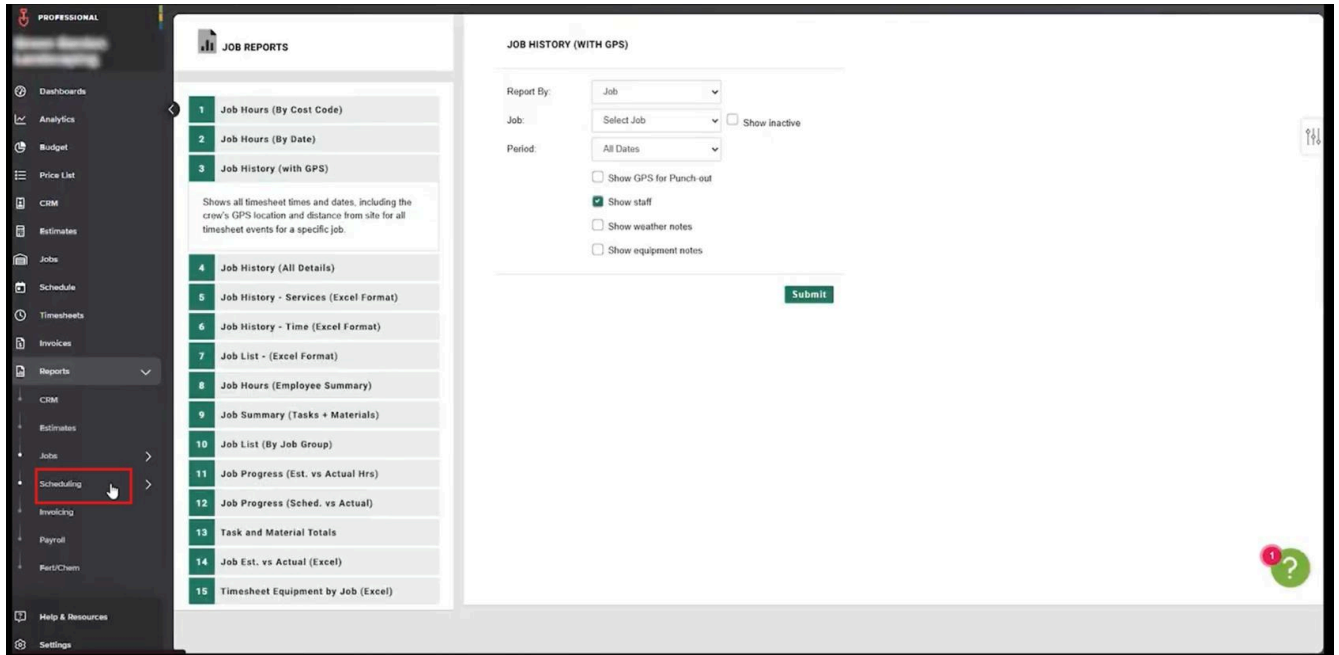 PROFESSIONAL
Dashboards
Analytics
Budget
Price List
CRM
Estimates
Jobs
Schedule
Timesheets
Invoices
Reports
CRM
Estimates
Jobs
Scheduling
Invoicing
Payroll
Fert/Chem
Help & Resources
Settings
JOB REPORTS
1 Job Hours (By Cost Code)
2 Job Hours (By Date)
3 Job History (with GPS)
Shows all timesheet times and dates, including the
crew's GPS location and distance from site for all
timesheet events for a specific job.
4 Job History (All Details)
5 Job History - Services (Excel Format)
6 Job History - Time (Excel Format)
7 Job List - (Excel Format)
8 Job Hours (Employee Summary)
9 Job Summary (Tasks + Materials)
10 Job List (By Job Group)
11 Job Progress (Est. vs Actual Hrs)
12 Job Progress (Sched. vs Actual)
13 Task and Material Totals
14 Job Est. vs Actual (Excel)
15 Timesheet Equipment by Job (Excel)
JOB HISTORY (WITH GPS)
Report By: Job
Job: Select Job Show inactive
Period: All Dates
Show GPS for Punch-out
Show staff
Show weather notes
Show equipment notes
Submit
1
?